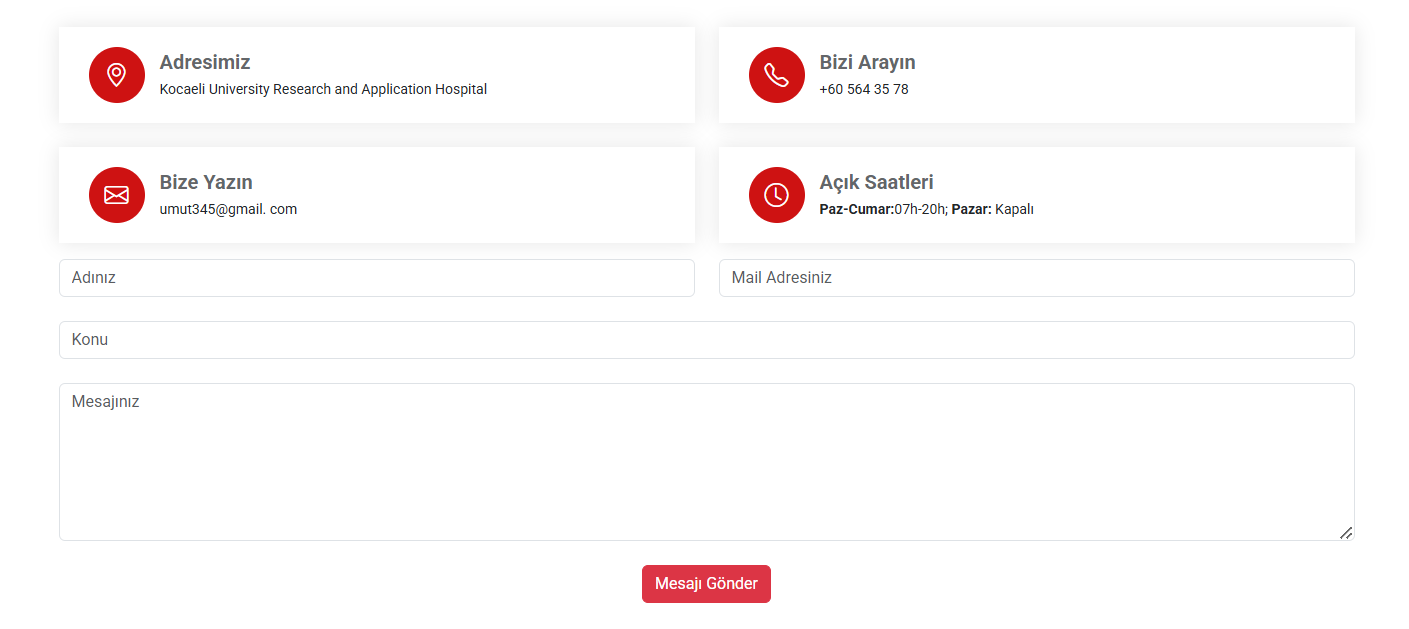 Adresimiz
Kocaeli University Research and Application Hospital
Bizi Arayın
+60 564 35 78
Bize Yazın
umut345@gmail. com
Açık Saatleri
Paz-Cumar:07h-20h; Pazar: Kapalı
Adınız
Mail Adresiniz
Konu
Mesajınız
Mesajı Gönder